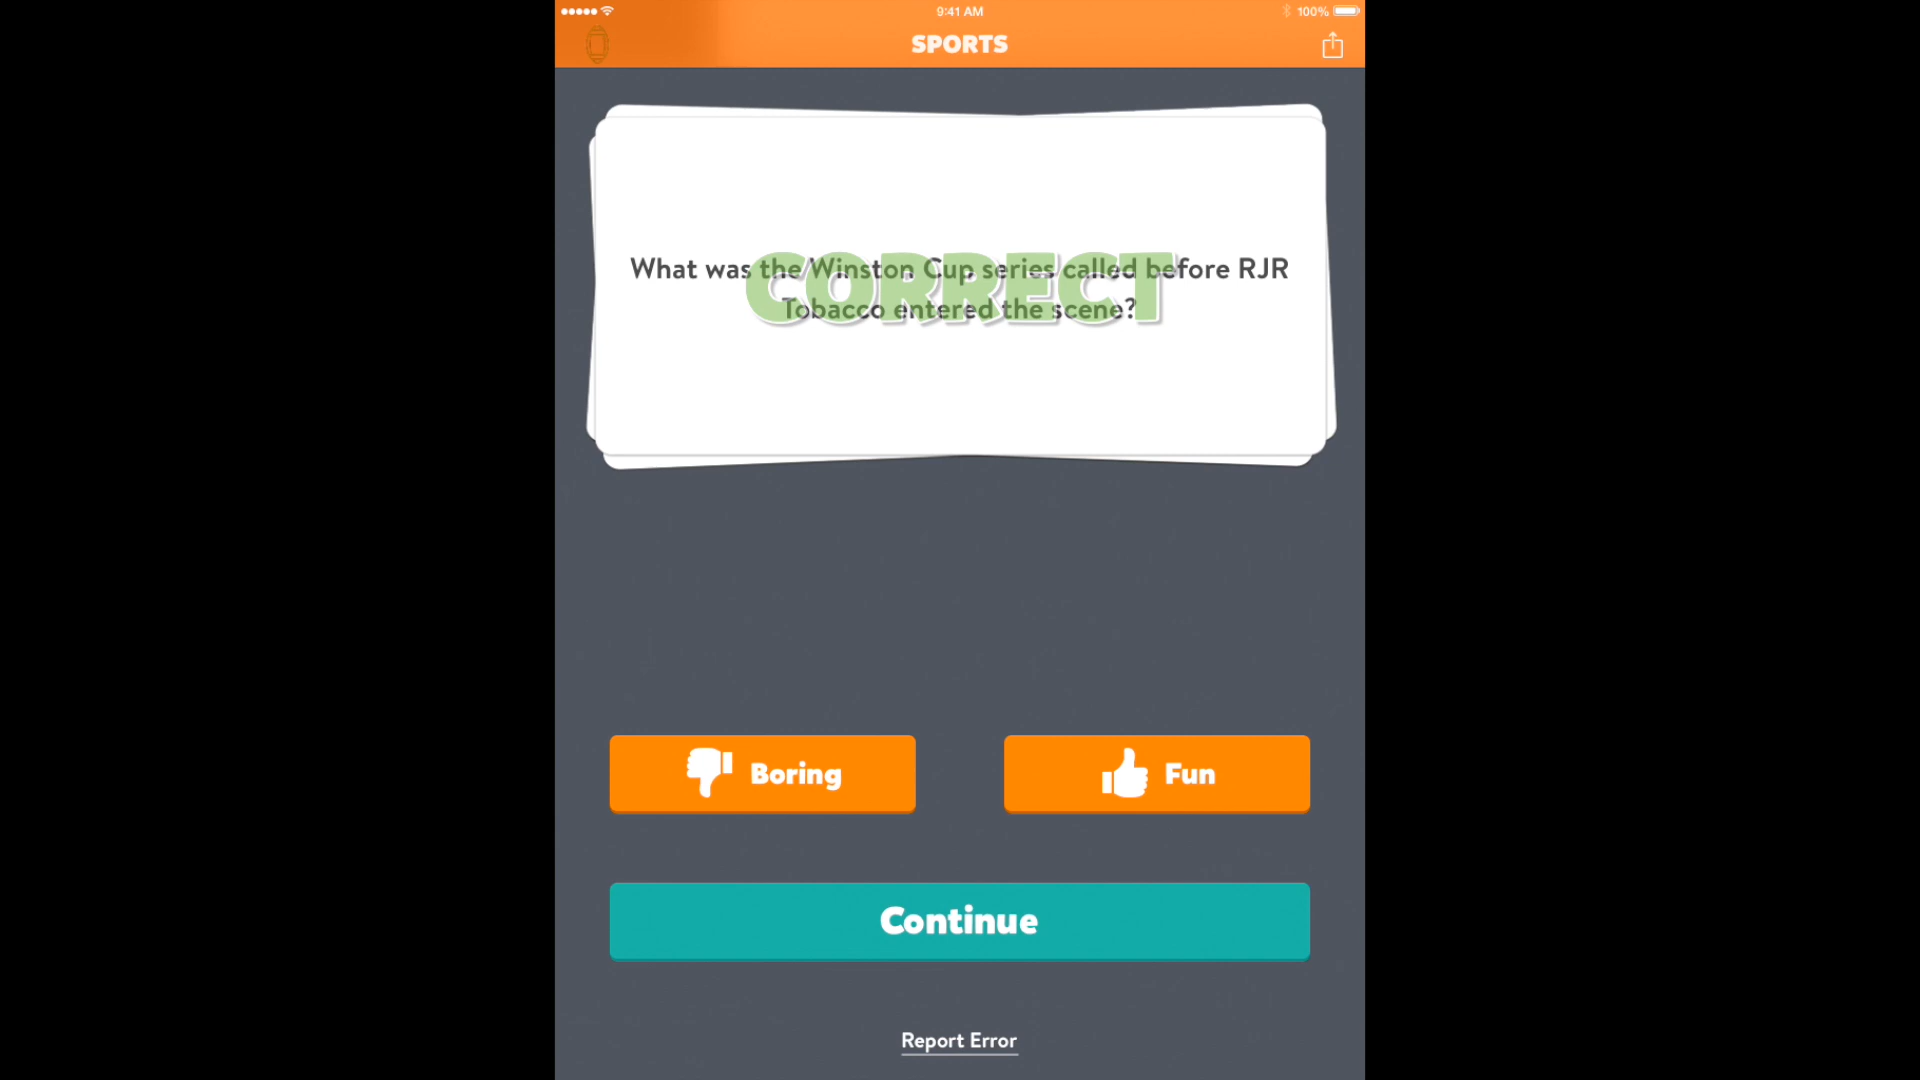 9:41 AM
100%
SPORTS
What was the Winston Cup series called before RJR
Tobacco entered the scene?
CORRECT
Boring
Fun
Continue
Report Error